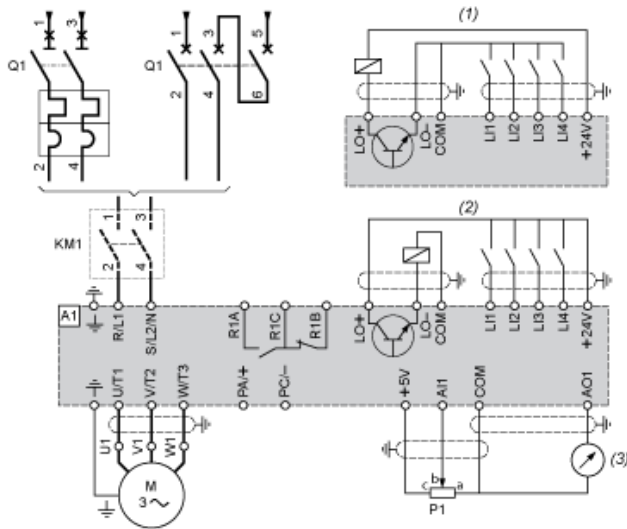 (1)
1 3
Q1
2 4
1 3 5
Q1
2 4 6
LO+ LO- COM LI1 LI2 LI3 LI4 +24V
(2)
1 3
KM1
2 4
A1
R/L1 S/L2/N R1A R1C R1B LO+ LO- COM LI1 LI2 LI3 LI4 +24V
U/T1 V/T2 W/T3 PA/+ PC/- +5V AI1 COM AO1
U1 V1 W1
M
3~
c b a
P1
(3)